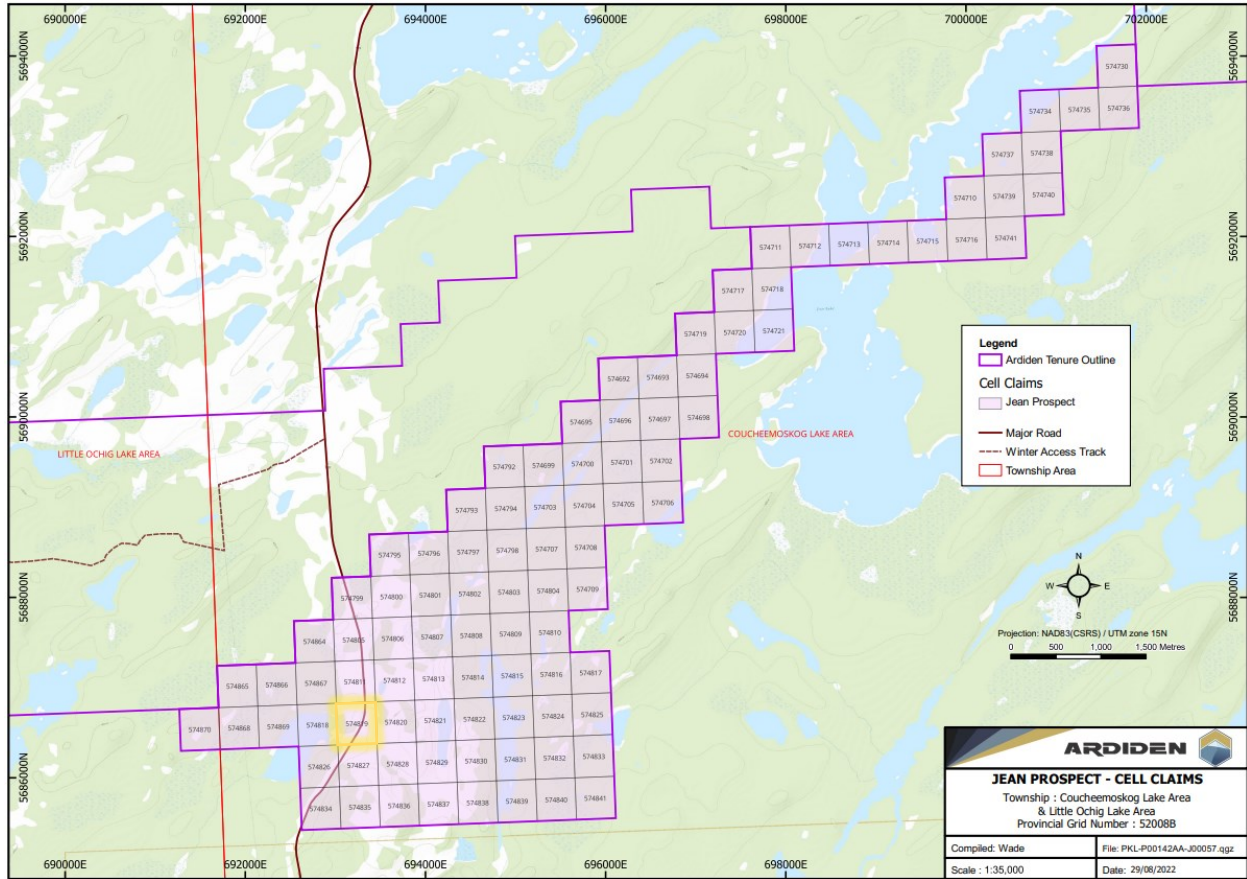 690000E 692000E 694000E 696000E 698000E 700000E 702000E
5694000N 5694000N
574730
574734 574735 574736
574737 574738
574710 574739 574740
5692000N 5692000N
574711 574712 574713 574714 574715 574716 574741
574717 574718
574719 574720 574721
574692 574693 574694
574695 574696 574697 574698
5690000N 5690000N
LITTLE OCHIG LAKE AREA
COUCHEEMOSKOG LAKE AREA
574792 574699 574700 574701 574702
574793 574794 574703 574704 574705 574706
574795 574796 574797 574798 574707 574708
574799 574800 574801 574802 574803 574804 574709
5688000N 5688000N
574864 574805 574806 574807 574808 574809 574810
574865 574866 574867 574811 574812 574813 574814 574815 574816 574817
574870 574868 574869 574818 574819 574820 574821 574822 574823 574824 574825
574826 574827 574828 574829 574830 574831 574832 574833
5686000N 5686000N
574834 574835 574836 574837 574838 574839 574840 574841
690000E 692000E 694000E 696000E 698000E
Legend
Ardiden Tenure Outline
Cell Claims
Jean Prospect
Major Road
Winter Access Track
Township Area
N
W E
S
Projection: NAD83(CSRS) / UTM zone 15N
0 500 1,000 1,500 Metres
ARDIDEN
JEAN PROSPECT - CELL CLAIMS
Township : Coucheemoskog Lake Area
& Little Ochig Lake Area
Provincial Grid Number : 52O08B
Compiled: Wade File: PKL-P00142AA-J00057.qgz
Scale : 1:35,000 Date: 29/08/2022